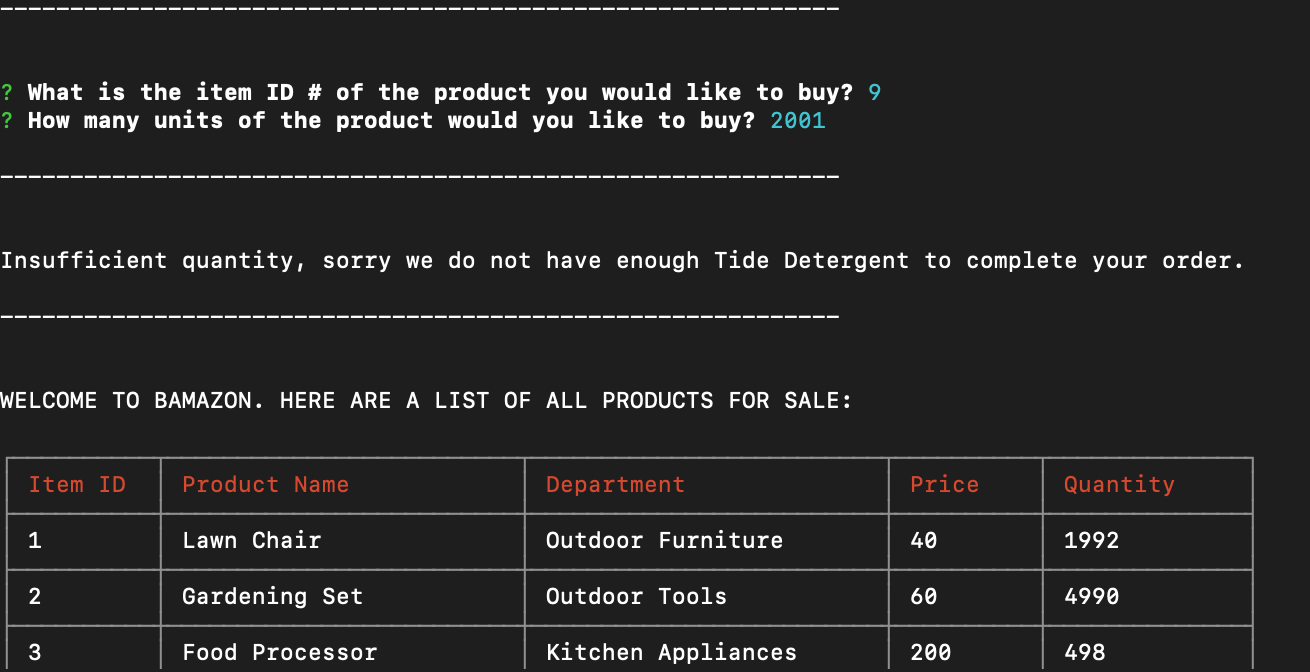 ------------------------------------------------------------
? What is the item ID # of the product you would like to buy? 9
? How many units of the product would you like to buy? 2001
------------------------------------------------------------
Insufficient quantity, sorry we do not have enough Tide Detergent to complete your order.
------------------------------------------------------------
WELCOME TO BAMAZON. HERE ARE A LIST OF ALL PRODUCTS FOR SALE:
Item ID Product Name Department Price Quantity
1 Lawn Chair Outdoor Furniture 40 1992
2 Gardening Set Outdoor Tools 60 4990
3 Food Processor Kitchen Appliances 200 498